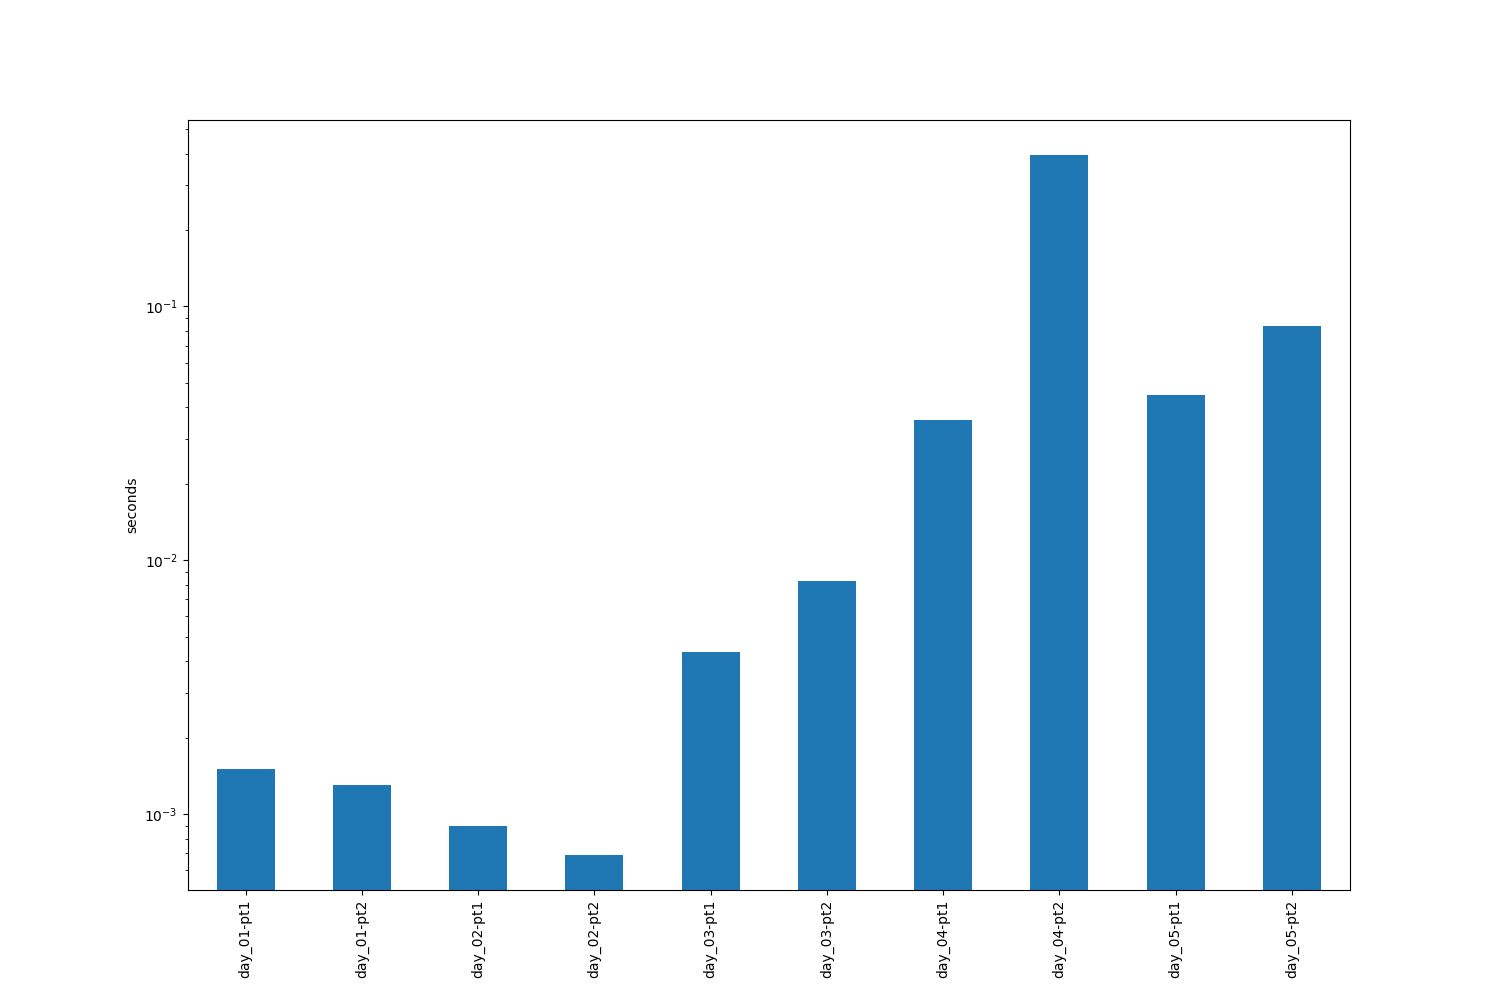 10⁻¹
10⁻²
10⁻³
seconds
day_01-pt1
day_01-pt2
day_02-pt1
day_02-pt2
day_03-pt1
day_03-pt2
day_04-pt1
day_04-pt2
day_05-pt1
day_05-pt2